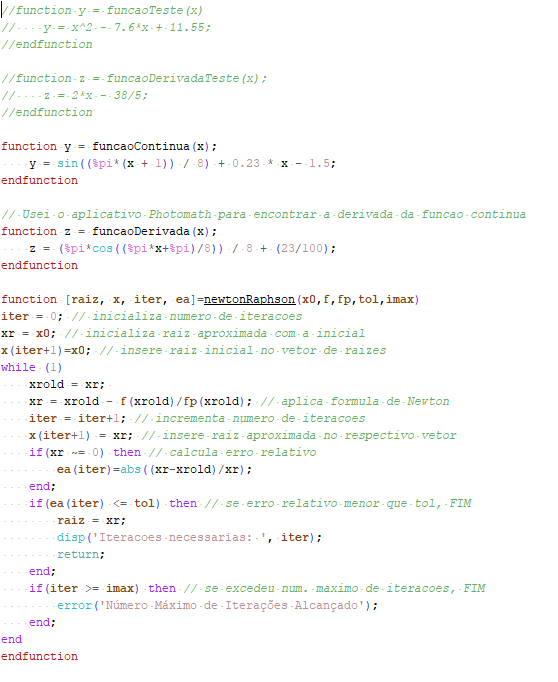 //function y = funcaoTeste(x)
//    y = x^2 - 7.6*x + 11.55;
//endfunction

//function z = funcaoDerivadaTeste(x);
//    z = 2*x - 38/5;
//endfunction

function y = funcaoContinua(x);
    y = sin((%pi*(x + 1)) / 8) + 0.23 * x - 1.5;
endfunction

// Usei o aplicativo Photomath para encontrar a derivada da funcao continua
function z = funcaoDerivada(x);
    z = (%pi*cos((%pi*x+%pi)/8)) / 8 + (23/100);
endfunction

function [raiz, x, iter, ea]=newtonRaphson(x0,f,fp,tol,imax)
iter = 0; // inicializa numero de iteracoes
xr = x0; // inicializa raiz aproximada com a inicial
x(iter+1)=x0; // insere raiz inicial no vetor de raizes
while (1)
    xrold = xr;
    xr = xrold - f(xrold)/fp(xrold); // aplica formula de Newton
    iter = iter+1; // incrementa numero de iteracoes
    x(iter+1) = xr; // insere raiz aproximada no respectivo vetor
    if(xr ~= 0) then // calcula erro relativo
        ea(iter)=abs((xr-xrold)/xr);
    end;
    if(ea(iter) <= tol) then // se erro relativo menor que tol, FIM
        raiz = xr;
        disp('Iteracoes necessarias: ', iter);
        return;
    end;
    if(iter >= imax) then // se excedeu num. maximo de iteracoes, FIM
        error('Número Máximo de Iterações Alcançado');
    end;
end
endfunction